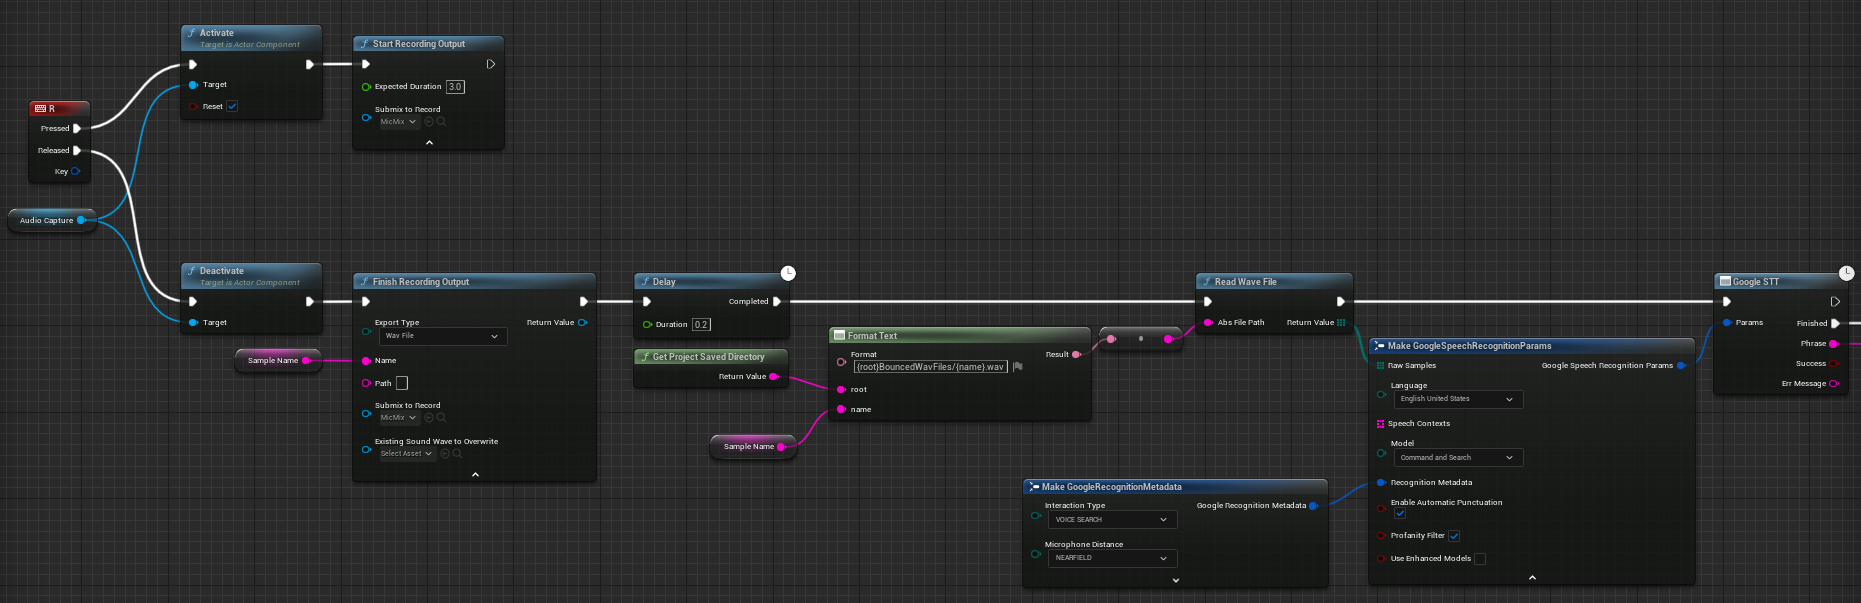 Activate
Target is Actor Component
Target
Reset
Start Recording Output
Expected Duration 3.0
Submix to Record
MicMix
R
Pressed
Released
Key
Audio Capture
Deactivate
Target is Actor Component
Target
Sample Name
Finish Recording Output
Export Type
Return Value
Wav File
Name
Path
Submix to Record
MicMix
Existing Sound Wave to Overwrite
Select Asset
Delay
Completed
Duration 0.2
Get Project Saved Directory
Return Value
Sample Name
Format Text
Format
Result
{root}BouncedWavFiles/{name}.wav
root
name
Read Wave File
Abs File Path
Return Value
Make GoogleRecognitionMetadata
Interaction Type
Google Recognition Metadata
VOICE SEARCH
Microphone Distance
NEARFIELD
Make GoogleSpeechRecognitionParams
Raw Samples
Google Speech Recognition Params
Language
English United States
Speech Contexts
Model
Command and Search
Recognition Metadata
Enable Automatic Punctuation
Profanity Filter
Use Enhanced Models
Google STT
Params
Finished
Phrase
Success
Err Message